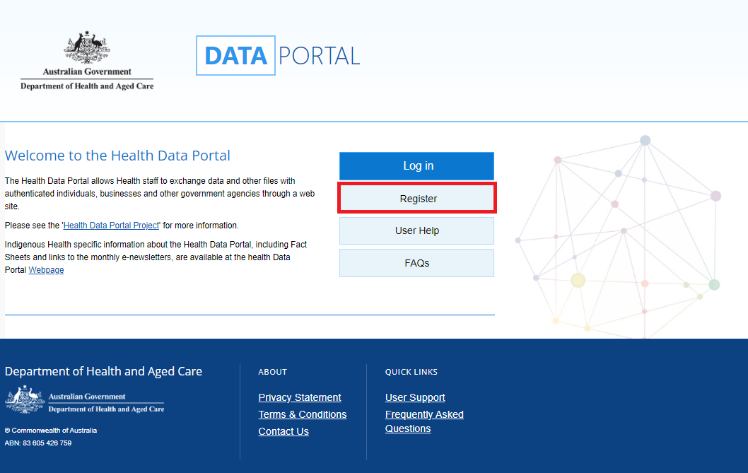 Australian Government
Department of Health and Aged Care
DATA PORTAL
Welcome to the Health Data Portal
The Health Data Portal allows Health staff to exchange data and other files with
authenticated individuals, businesses and other government agencies through a web
site.
Please see the 'Health Data Portal Project' for more information.
Indigenous Health specific information about the Health Data Portal, including Fact
Sheets and links to the monthly e-newsletters, are available at the health Data
Portal Webpage
Log in
Register
User Help
FAQs
Department of Health and Aged Care
Australian Government
Department of Health and Aged Care
© Commonwealth of Australia
ABN: 83 605 426 759
ABOUT
Privacy Statement
Terms & Conditions
Contact Us
QUICK LINKS
User Support
Frequently Asked
Questions